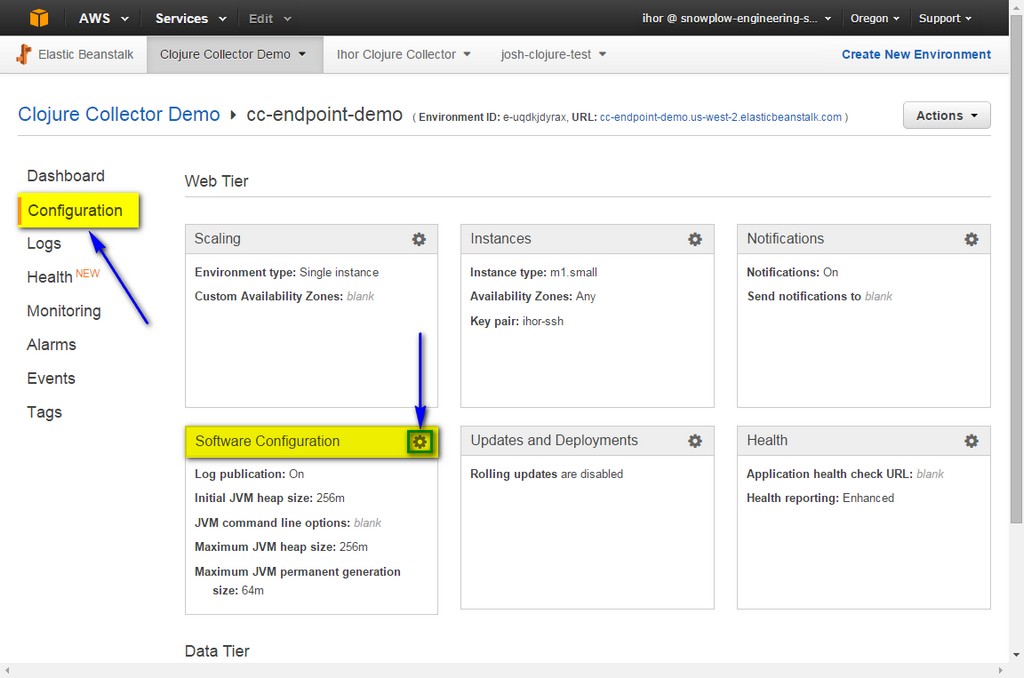 AWS Services Edit ihor @ snowplow-engineering-s... Oregon Support
Elastic Beanstalk Clojure Collector Demo Ihor Clojure Collector josh-clojure-test Create New Environment
Clojure Collector Demo cc-endpoint-demo ( Environment ID: e-uqdkjdyrax, URL: cc-endpoint-demo.us-west-2.elasticbeanstalk.com ) Actions
Dashboard
Configuration
Logs
Health NEW
Monitoring
Alarms
Events
Tags
Web Tier
Scaling
Environment type: Single instance
Custom Availability Zones: blank
Instances
Instance type: m1.small
Availability Zones: Any
Key pair: ihor-ssh
Notifications
Notifications: On
Send notifications to blank
Software Configuration
Log publication: On
Initial JVM heap size: 256m
JVM command line options: blank
Maximum JVM heap size: 256m
Maximum JVM permanent generation
size: 64m
Updates and Deployments
Rolling updates are disabled
Health
Application health check URL: blank
Health reporting: Enhanced
Data Tier